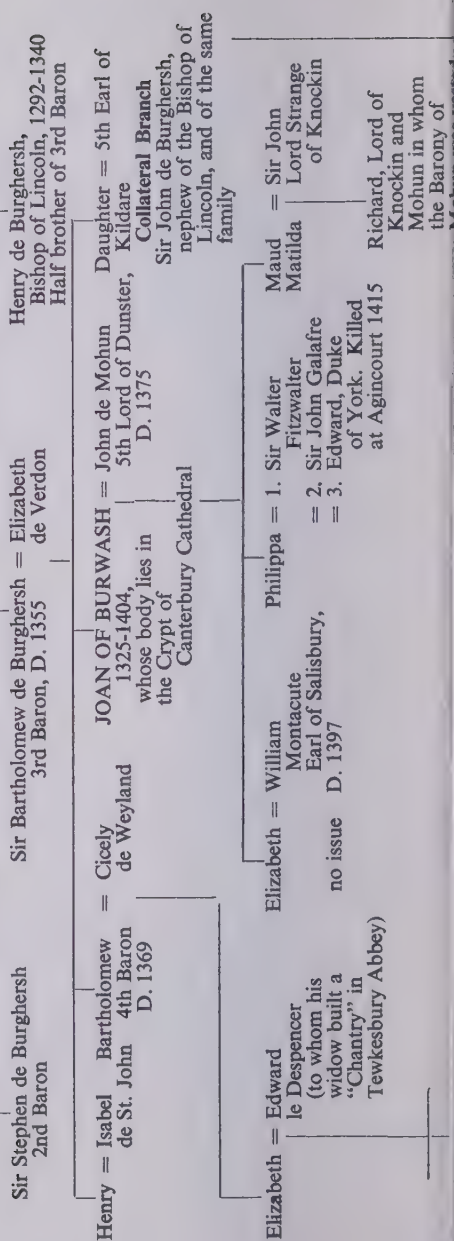 Sir Stephen de Burghersh
2nd Baron
Sir Bartholomew de Burghersh = Elizabeth
3rd Baron, D. 1355 de Verdon
Henry de Burghersh,
Bishop of Lincoln, 1292-1340
Half brother of 3rd Baron
Henry = Isabel
de St. John
Bartholomew = Cicely
4th Baron de Weyland
D. 1369
JOAN OF BURWASH = John de Mohun
1325-1404, 5th Lord of Dunster,
whose body lies in D. 1375
the Crypt of
Canterbury Cathedral
Daughter = 5th Earl of
Kildare
Collateral Branch
Sir John de Burghersh,
nephew of the Bishop of
Lincoln, and of the same
family
Elizabeth = Edward
le Despencer
(to whom his
widow built a
"Chantry" in
Tewkesbury Abbey)
Elizabeth = William
Montacute
Earl of Salisbury,
no issue D. 1397
Philippa = 1. Sir Walter
Fitzwalter
= 2. Sir John Galafre
= 3. Edward, Duke
of York. Killed
at Agincourt 1415
Maud = Sir John
Matilda Lord Strange
of Knockin
Richard, Lord of
Knockin and
Mohun in whom
the Barony of